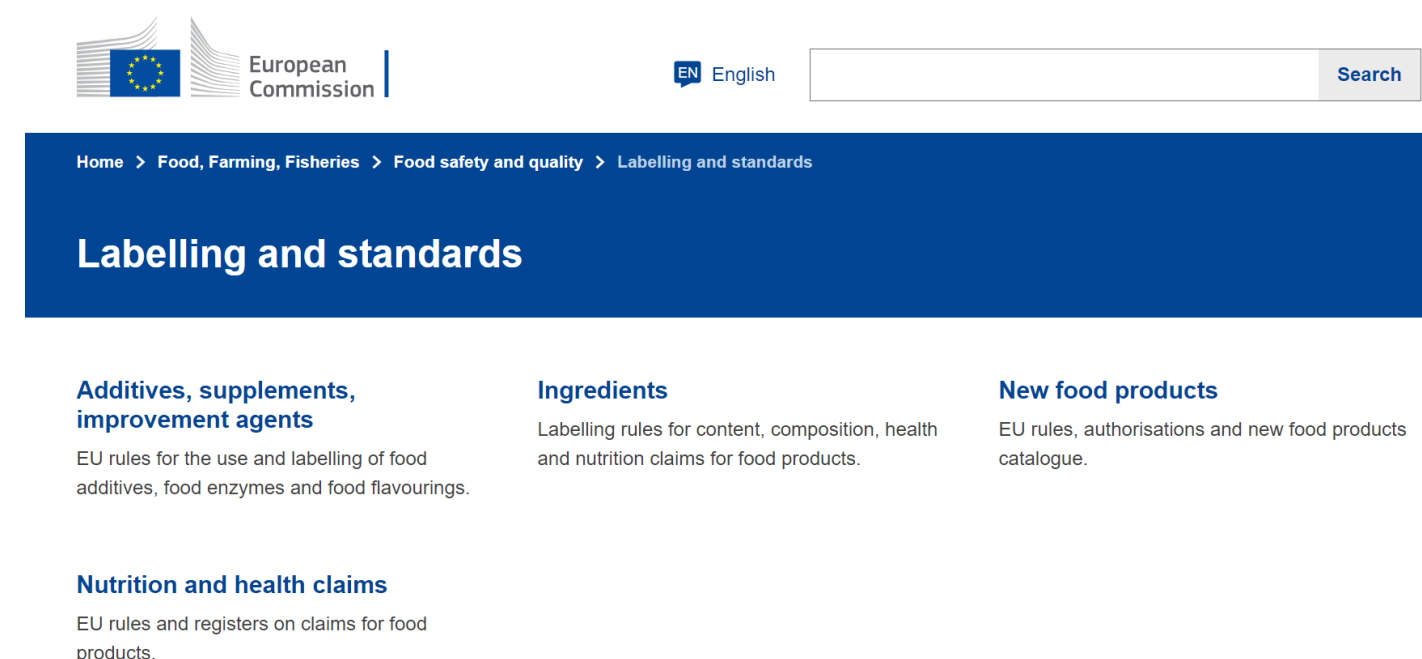 European
Commission
EN English
Search
Home > Food, Farming, Fisheries > Food safety and quality > Labelling and standards
Labelling and standards
Additives, supplements,
improvement agents
EU rules for the use and labelling of food
additives, food enzymes and food flavourings.
Ingredients
Labelling rules for content, composition, health
and nutrition claims for food products.
New food products
EU rules, authorisations and new food products
catalogue.
Nutrition and health claims
EU rules and registers on claims for food
products.